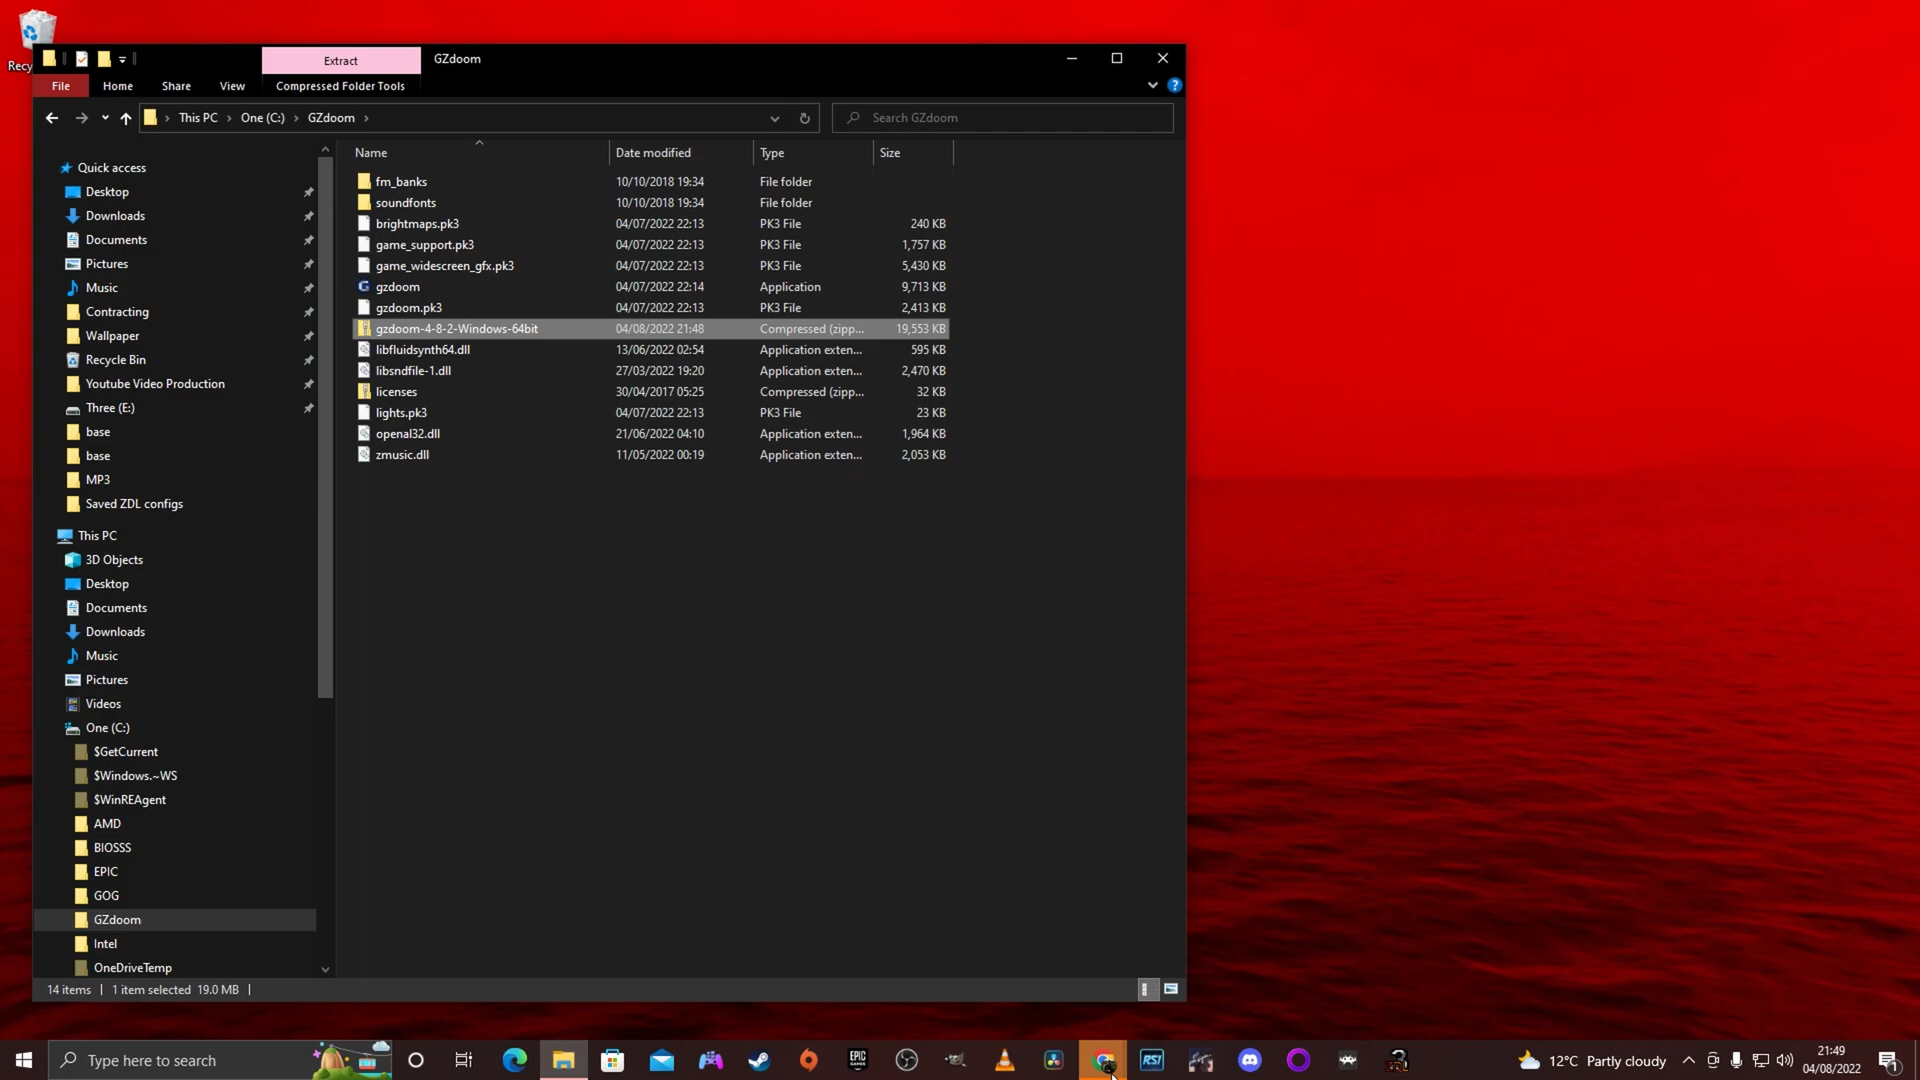 Recy
Extract
GZdoom
File
Home
Share
View
Compressed Folder Tools
This PC
One (C:)
GZdoom
Search GZdoom
Name
Date modified
Type
Size
fm_banks 10/10/2018 19:34 File folder
soundfonts 10/10/2018 19:34 File folder
brightmaps.pk3 04/07/2022 22:13 PK3 File 240 KB
game_support.pk3 04/07/2022 22:13 PK3 File 1,757 KB
game_widescreen_gfx.pk3 04/07/2022 22:13 PK3 File 5,430 KB
gzdoom 04/07/2022 22:14 Application 9,713 KB
gzdoom.pk3 04/07/2022 22:13 PK3 File 2,413 KB
gzdoom-4-8-2-Windows-64bit 04/08/2022 21:48 Compressed (zipp... 19,553 KB
libfluidsynth64.dll 13/06/2022 02:54 Application exten... 595 KB
libsndfile-1.dll 27/03/2022 19:20 Application exten... 2,470 KB
licenses 30/04/2017 05:25 Compressed (zipp... 32 KB
lights.pk3 04/07/2022 22:13 PK3 File 23 KB
openal32.dll 21/06/2022 04:10 Application exten... 1,964 KB
zmusic.dll 11/05/2022 00:19 Application exten... 2,053 KB
Quick access
Desktop
Downloads
Documents
Pictures
Music
Contracting
Wallpaper
Recycle Bin
Youtube Video Production
Three (E:)
base
base
MP3
Saved ZDL configs
This PC
3D Objects
Desktop
Documents
Downloads
Music
Pictures
Videos
One (C:)
$GetCurrent
$Windows.~WS
$WinREAgent
AMD
BIOSSS
EPIC
GOG
GZdoom
Intel
OneDriveTemp
14 items
1 item selected 19.0 MB
Type here to search
EPIC
GAMES
RSI
12°C Partly cloudy
21:49
04/08/2022
1